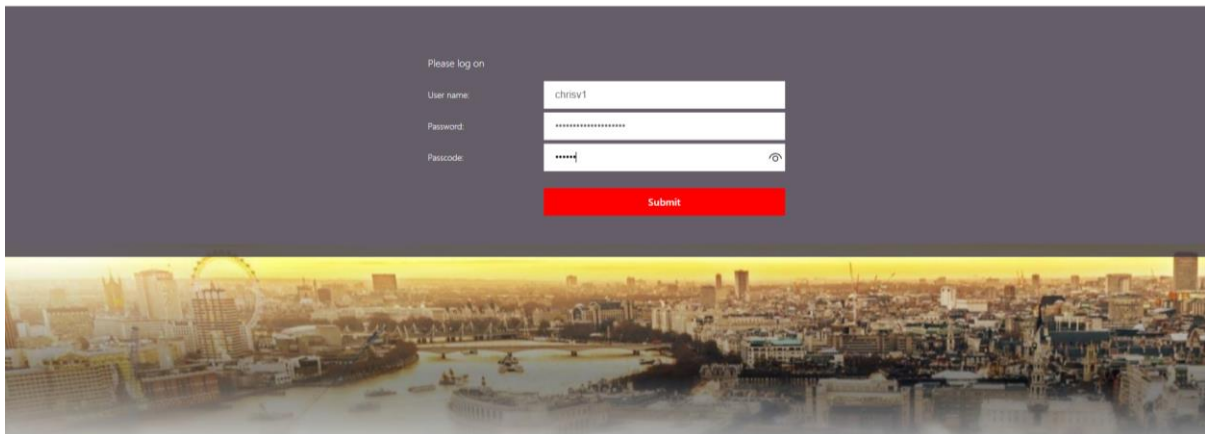 Please log on
User name: chrisv1
Password: ••••••••••••••••••••
Passcode: ••••••
Submit